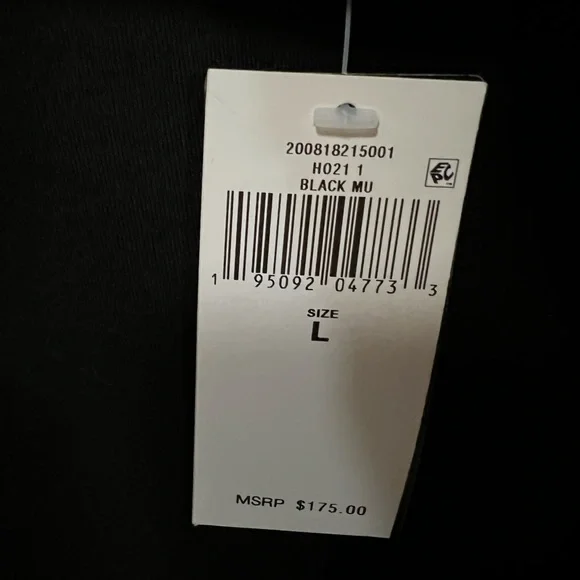 200818215001
H021 1
BLACK MU
1 95092 04773 3
SIZE
L
MSRP $175.00